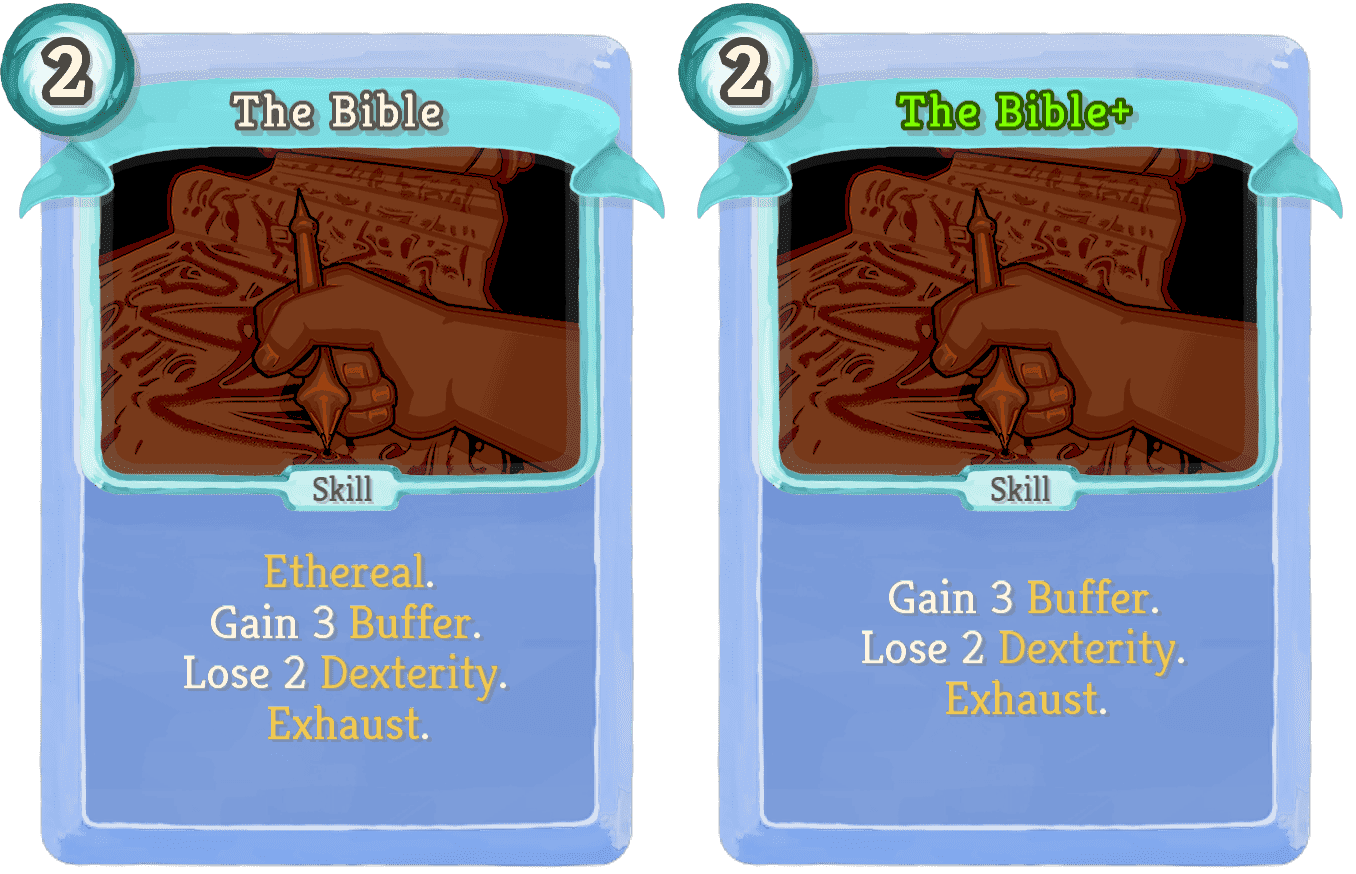 2
The Bible
Skill
Ethereal.
Gain 3 Buffer.
Lose 2 Dexterity.
Exhaust.
2
The Bible+
Skill
Gain 3 Buffer.
Lose 2 Dexterity.
Exhaust.